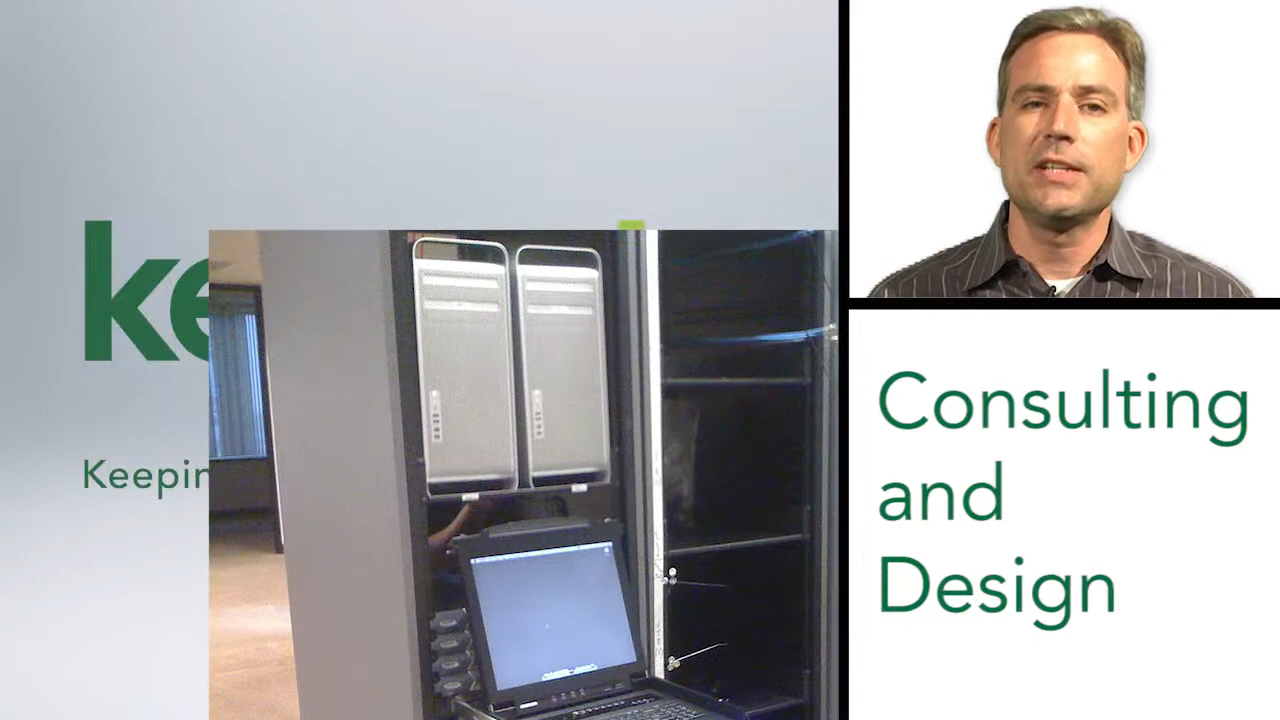 ke
Keepin
Consulting
and
Design